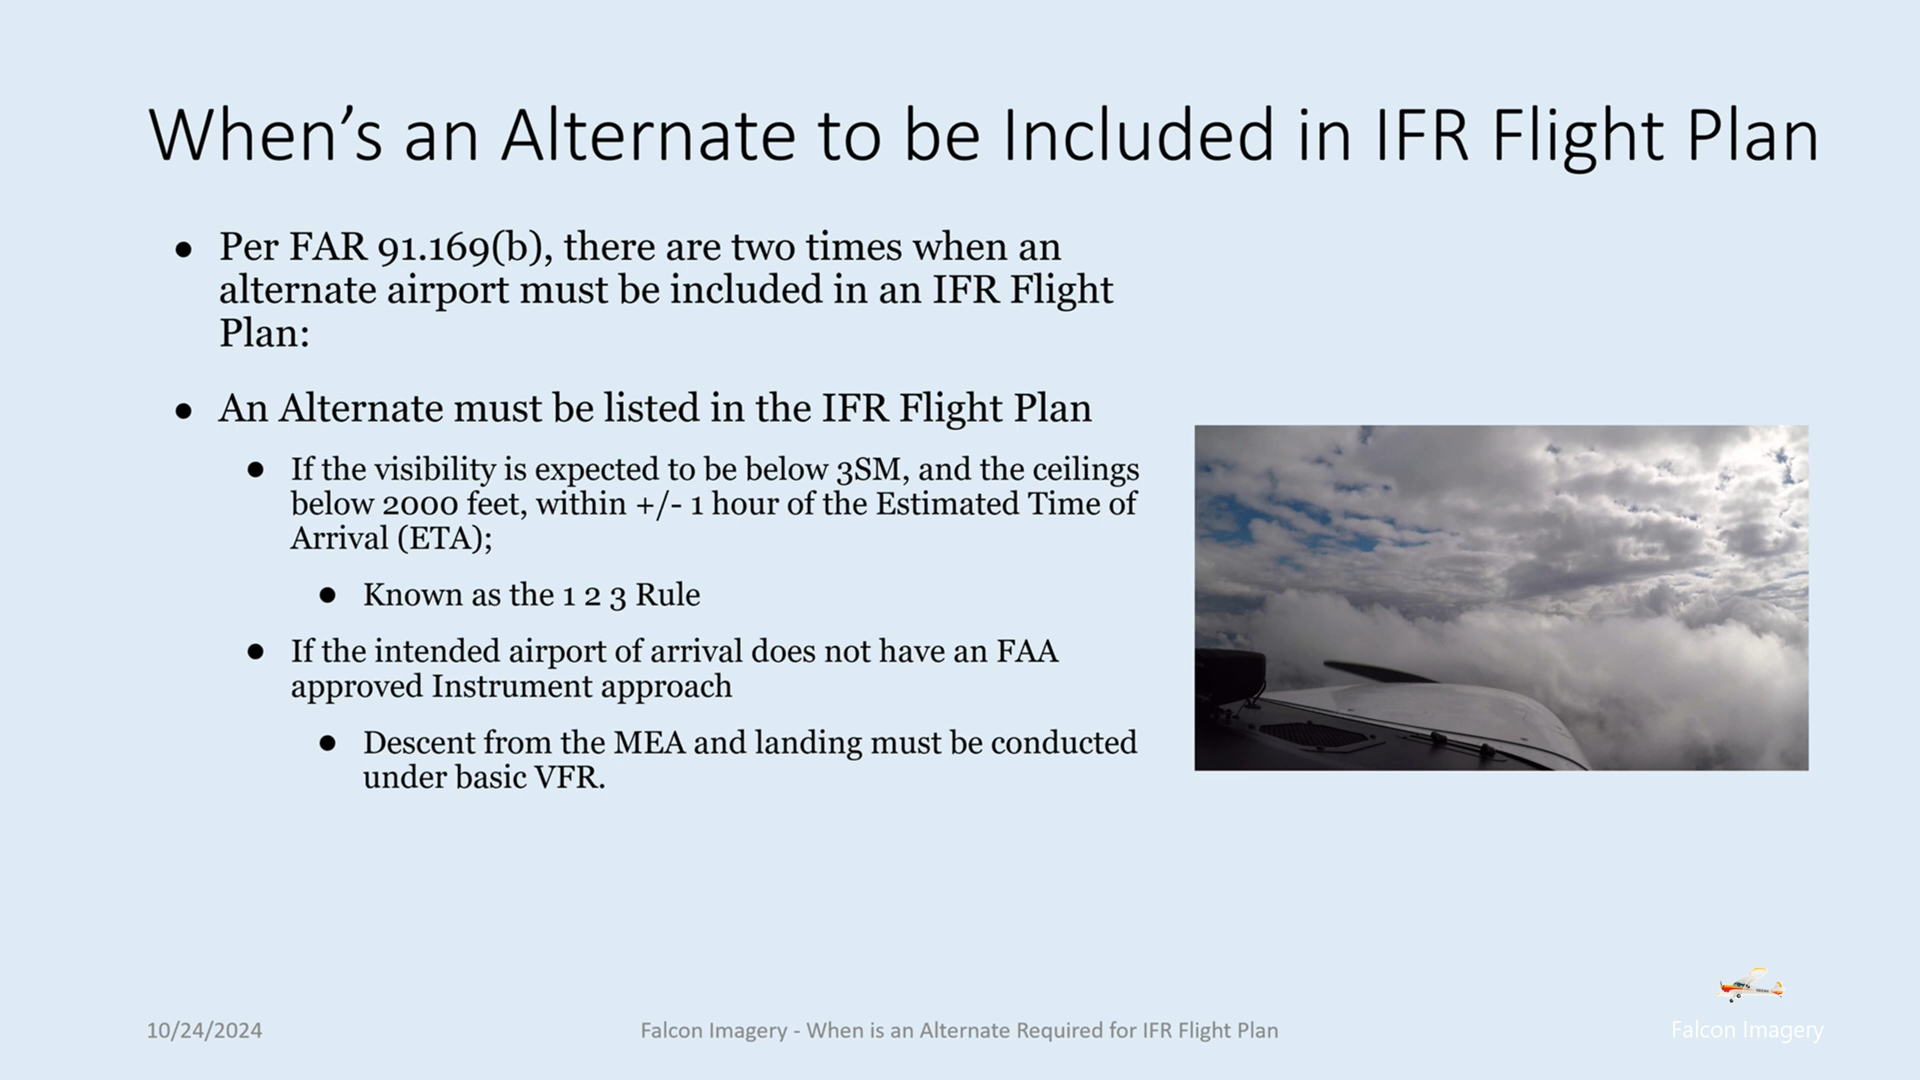 When’s an Alternate to be Included in IFR Flight Plan
● Per FAR 91.169(b), there are two times when an
alternate airport must be included in an IFR Flight
Plan:
● An Alternate must be listed in the IFR Flight Plan
● If the visibility is expected to be below 3SM, and the ceilings
below 2000 feet, within +/- 1 hour of the Estimated Time of
Arrival (ETA);
● Known as the 1 2 3 Rule
● If the intended airport of arrival does not have an FAA
approved Instrument approach
● Descent from the MEA and landing must be conducted
under basic VFR.
10/24/2024
Falcon Imagery - When is an Alternate Required for IFR Flight Plan
Falcon Imagery